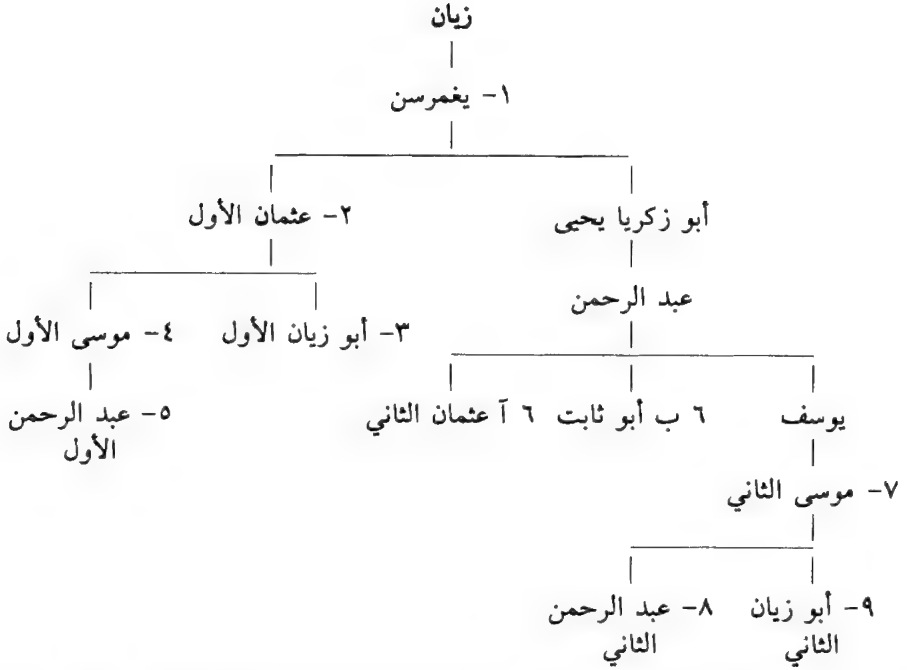 زيان
١- يغمرسن
أبو زكريا يحيى
٢- عثمان الأول
عبد الرحمن
٣- أبو زيان الأول
٤- موسى الأول
يوسف
٦ ب أبو ثابت
٦ آ عثمان الثاني
٥- عبد الرحمن
الأول
٧- موسى الثاني
٩- أبو زيان
الثاني
٨- عبد الرحمن
الثاني